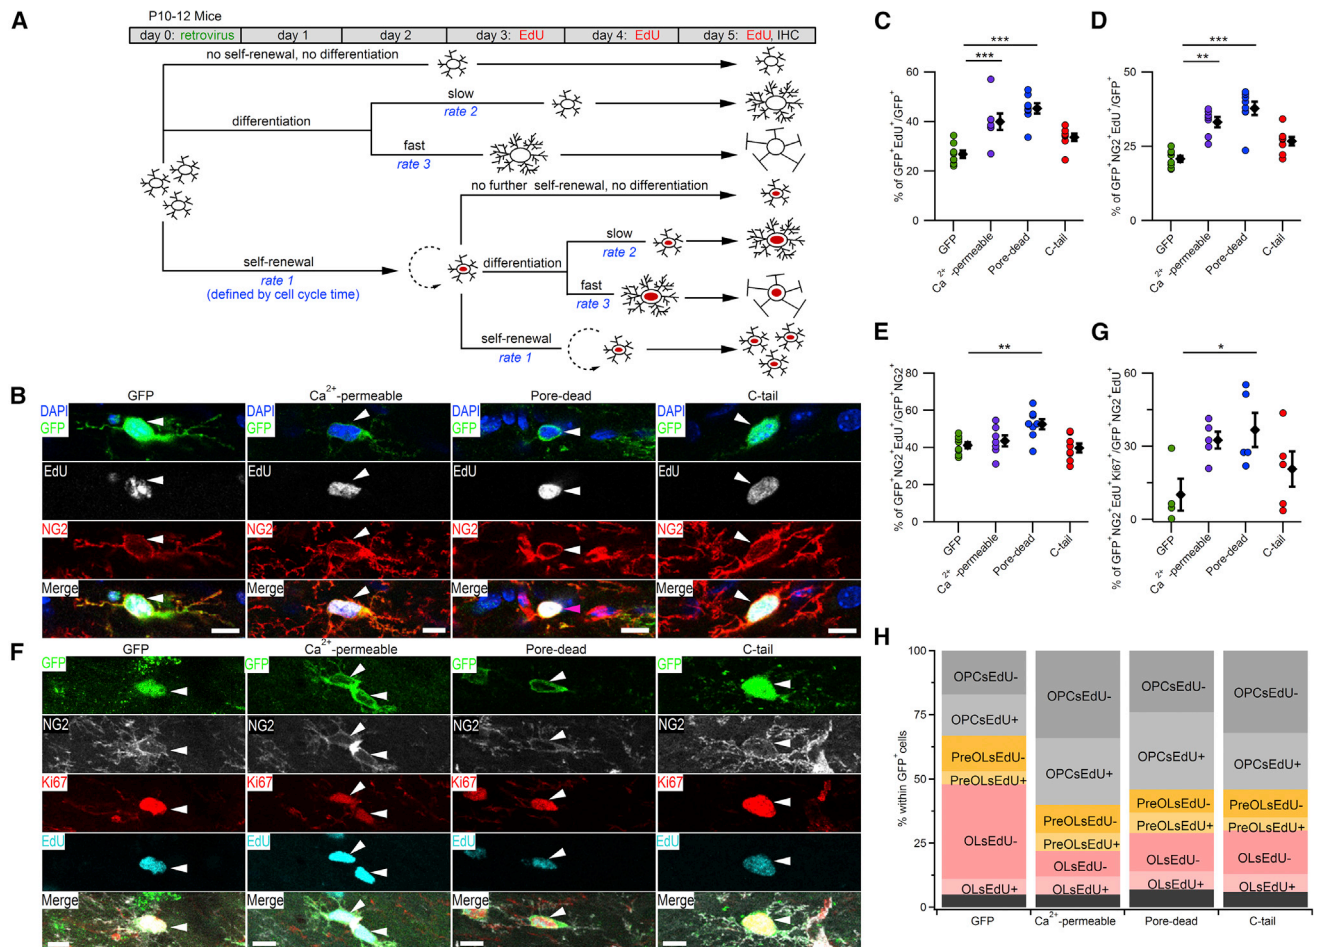 A
P10-12 Mice
day 0: retrovirus
day 1
day 2
day 3: EdU
day 4: EdU
day 5: EdU, IHC
no self-renewal, no differentiation
differentiation
slow
rate 2
fast
rate 3
self-renewal
rate 1
(defined by cell cycle time)
no further self-renewal, no differentiation
differentiation
slow
rate 2
fast
rate 3
self-renewal
rate 1
B
GFP
Ca2+-permeable
Pore-dead
C-tail
DAPI
GFP
DAPI
GFP
DAPI
GFP
DAPI
GFP
EdU
EdU
EdU
EdU
NG2
NG2
NG2
NG2
Merge
Merge
Merge
Merge
F
GFP
Ca2+-permeable
Pore-dead
C-tail
GFP
GFP
GFP
GFP
NG2
NG2
NG2
NG2
Ki67
Ki67
Ki67
Ki67
EdU
EdU
EdU
EdU
Merge
Merge
Merge
Merge
C
% of GFP+EdU+/GFP+
60
40
20
0
***
***
GFP
Ca2+-permeable
Pore-dead
C-tail
D
% of GFP+NG2+EdU+/GFP+
50
25
0
***
**
GFP
Ca2+-permeable
Pore-dead
C-tail
E
% of GFP+NG2+EdU+/GFP+NG2+
80
60
40
20
0
**
GFP
Ca2+-permeable
Pore-dead
C-tail
G
% of GFP+NG2+EdU+Ki67+/GFP+NG2+EdU+
60
30
0
*
GFP
Ca2+-permeable
Pore-dead
C-tail
H
% within GFP+ cells
100
75
50
25
0
OPCsEdU-
OPCsEdU+
PreOLsEdU-
PreOLsEdU+
OLsEdU-
OLsEdU+
OPCsEdU-
OPCsEdU+
PreOLsEdU-
PreOLsEdU+
OLsEdU-
OLsEdU+
OPCsEdU-
OPCsEdU+
PreOLsEdU-
PreOLsEdU+
OLsEdU-
OLsEdU+
OPCsEdU-
OPCsEdU+
PreOLsEdU-
PreOLsEdU+
OLsEdU-
OLsEdU+
GFP
Ca2+-permeable
Pore-dead
C-tail